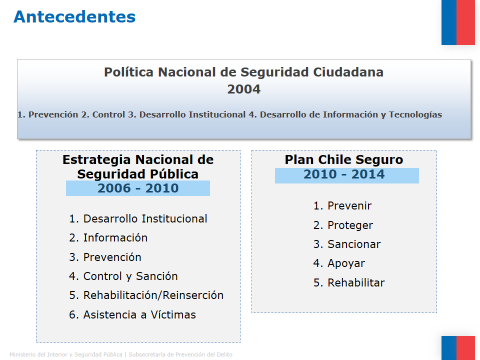 Antecedentes
Política Nacional de Seguridad Ciudadana
2004
1. Prevención 2. Control 3. Desarrollo Institucional 4. Desarrollo de Información y Tecnologías
Estrategia Nacional de
Seguridad Pública
2006 - 2010
1. Desarrollo Institucional
2. Información
3. Prevención
4. Control y Sanción
5. Rehabilitación/Reinserción
6. Asistencia a Víctimas
Plan Chile Seguro
2010 - 2014
1. Prevenir
2. Proteger
3. Sancionar
4. Apoyar
5. Rehabilitar
Ministerio del Interior y Seguridad Pública | Subsecretaría de Prevención del Delito